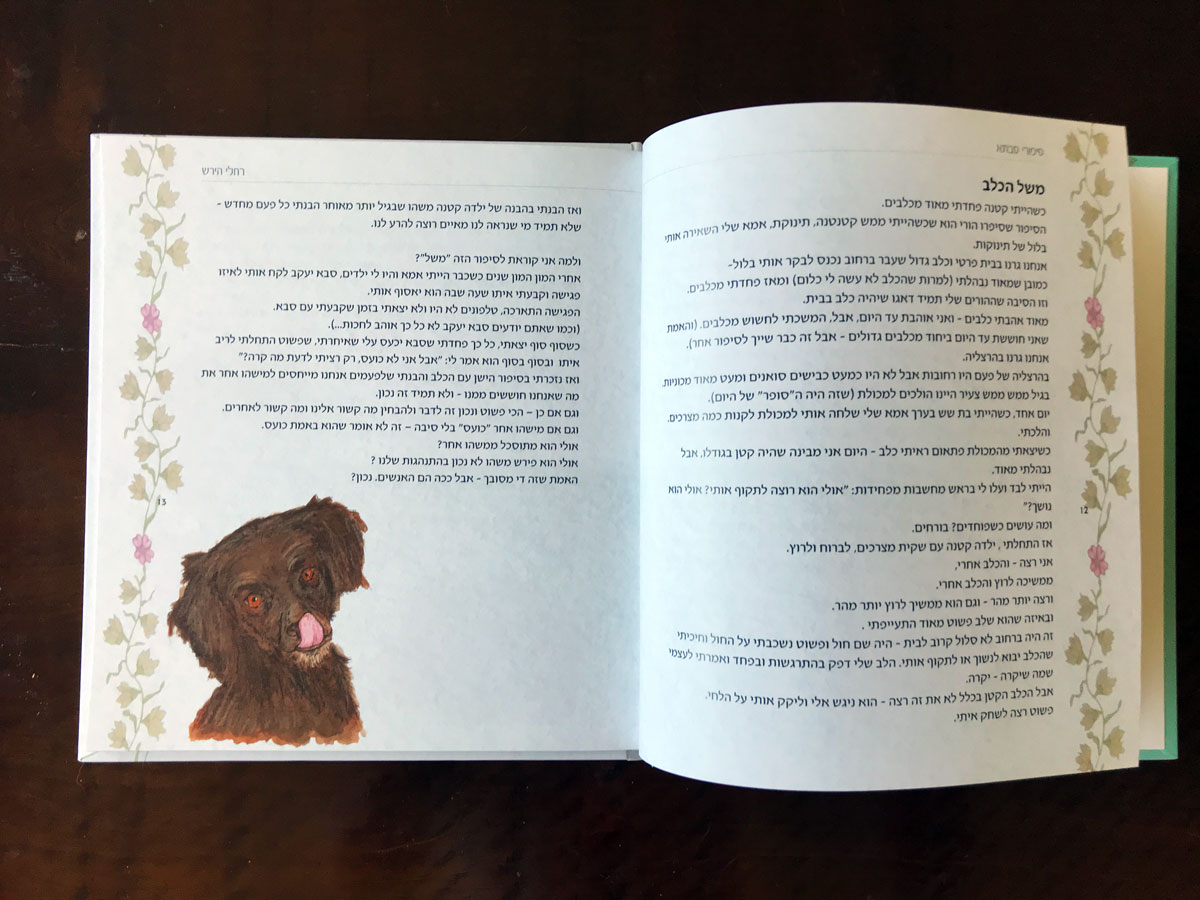 סיפורי סבתא
משל הכלב
כשהייתי קטנה פחדתי מאוד מכלבים.
הסיפור שסיפרו הורי הוא שכשהייתי ממש קטנטנה, תינוקת, אמא שלי השאירה אותי
בלול של תינוקות.
אנחנו גרנו בבית פרטי וכלב גדול שעבר ברחוב נכנס לבקר אותי בלול-
כמובן שמאוד נבהלתי (למרות שהכלב לא עשה לי כלום) ומאז פחדתי מכלבים.
וזו הסיבה שההורים שלי תמיד דאגו שיהיה כלב בבית.
מאוד אהבתי כלבים - ואני אוהבת עד היום, אבל, המשכתי לחשוש מכלבים. (והאמת
שאני חוששת עד היום ביחוד מכלבים גדולים - אבל זה כבר שייך לסיפור אחר).
אנחנו גרנו בהרצליה.
בהרצליה של פעם היו רחובות אבל לא היו כמעט כבישים סואנים ומעט מאוד מכוניות.
בגיל ממש ממש צעיר היינו הולכים למכולת (שזה היה ה"סופר" של היום).
יום אחד, כשהייתי בת שש בערך אמא שלי שלחה אותי למכולת לקנות כמה מצרכים.
והלכתי.
כשיצאתי מהמכולת פתאום ראיתי כלב - היום אני מבינה שהיה קטן בגודלו, אבל
נבהלתי מאוד.
הייתי לבד ועלו לי בראש מחשבות מפחידות: "אולי הוא רוצה לתקוף אותי? אולי הוא
נושך?"
ומה עושים כשפוחדים? בורחים.
אז התחלתי , ילדה קטנה עם שקית מצרכים, לברוח ולרוץ.
אני רצה - והכלב אחרי,
ממשיכה לרוץ והכלב אחרי.
ורצה יותר מהר - וגם הוא ממשיך לרוץ יותר מהר.
ובאיזה שהוא שלב פשוט מאוד התעייפתי .
זה היה ברחוב לא סלול קרוב לבית - היה שם חול ופשוט נשכבתי על החול וחיכיתי
שהכלב יבוא לנשוך או לתקוף אותי. הלב שלי דפק בהתרגשות ובפחד ואמרתי לעצמי
שמה שיקרה - יקרה.
אבל הכלב הקטן בכלל לא את זה רצה - הוא ניגש אלי וליקק אותי על הלחי.
פשוט רצה לשחק איתי.
12
רחלי הירש
ואז הבנתי בהבנה של ילדה קטנה משהו שבגיל יותר מאוחר הבנתי כל פעם מחדש -
שלא תמיד מי שנראה לנו מאיים רוצה להרע לנו.
ולמה אני קוראת לסיפור הזה "משל"?
אחרי המון המון שנים כשכבר הייתי אמא והיו לי ילדים, סבא יעקב לקח אותי לאיזו
פגישה וקבעתי איתו שעה שבה הוא יאסוף אותי.
הפגישה התארכה, טלפונים לא היו ולא יצאתי בזמן שקבעתי עם סבא.
(וכמו שאתם יודעים סבא יעקב לא כל כך אוהב לחכות...).
כשסוף סוף יצאתי, כל כך פחדתי שסבא יכעס עלי שאיחרתי, שפשוט התחלתי לריב
איתו ובסוף בסוף הוא אמר לי: "אבל אני לא כועס, רק רציתי לדעת מה קרה?"
ואז נזכרתי בסיפור הישן עם הכלב והבנתי שלפעמים אנחנו מייחסים למישהו אחר את
מה שאנחנו חוששים ממנו - ולא תמיד זה נכון.
וגם אם כן – הכי פשוט ונכון זה לדבר ולהבחין מה קשור אלינו ומה קשור לאחרים.
וגם אם מישהו אחר "כועס" בלי סיבה – זה לא אומר שהוא באמת כועס.
אולי הוא מתוסכל ממשהו אחר?
אולי הוא פירש משהו לא נכון בהתנהגות שלנו ?
האמת שזה די מסובך - אבל ככה הם האנשים. נכון?
13